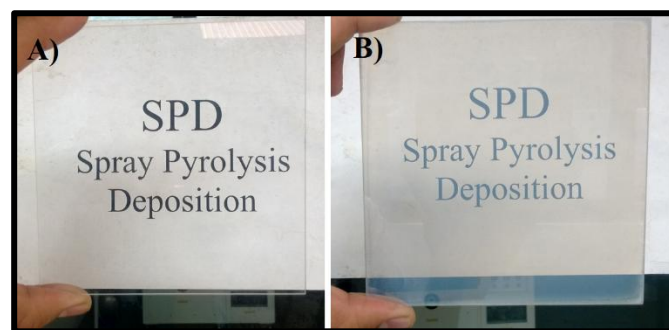 A)
SPD
Spray Pyrolysis
Deposition
B)
SPD
Spray Pyrolysis
Deposition